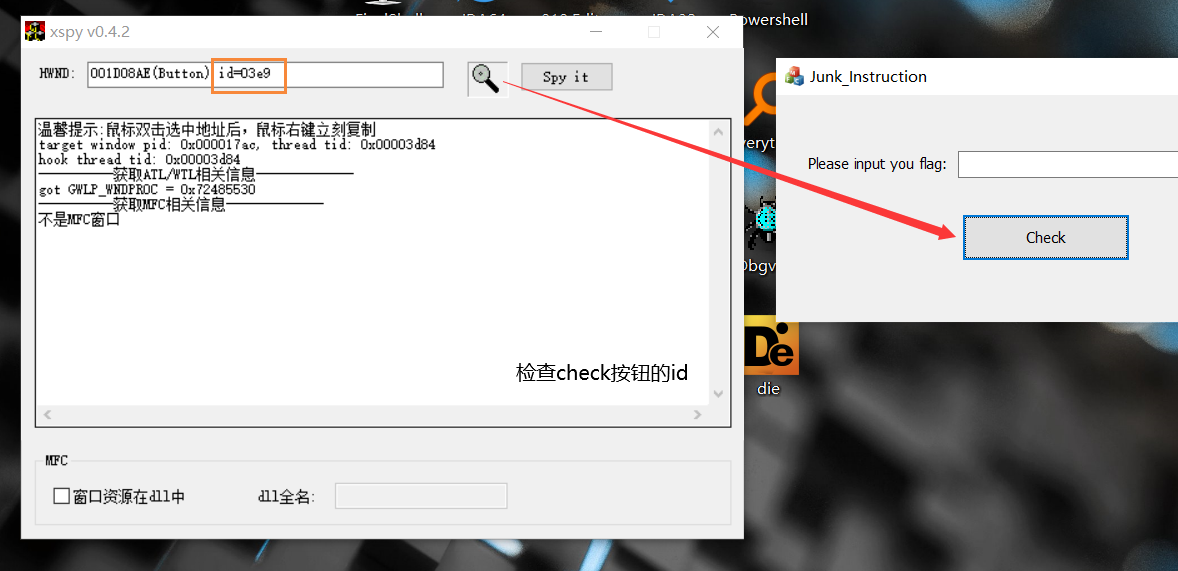 Powershell
xspy v0.4.2
HWND:
001D08AE(Button) id=03e9
Spy it
温馨提示:鼠标双击选中地址后，鼠标右键立刻复制
target window pid: 0x000017ac, thread tid: 0x00003d84
hook thread tid: 0x00003d84
获取ATL/WTL相关信息
got GWLP_WNDPROC = 0x72485530
获取MFC相关信息
不是MFC窗口
检查check按钮的id
MFC
窗口资源在dll中
dll全名:
Junk_Instruction
Please input you flag:
Check
die